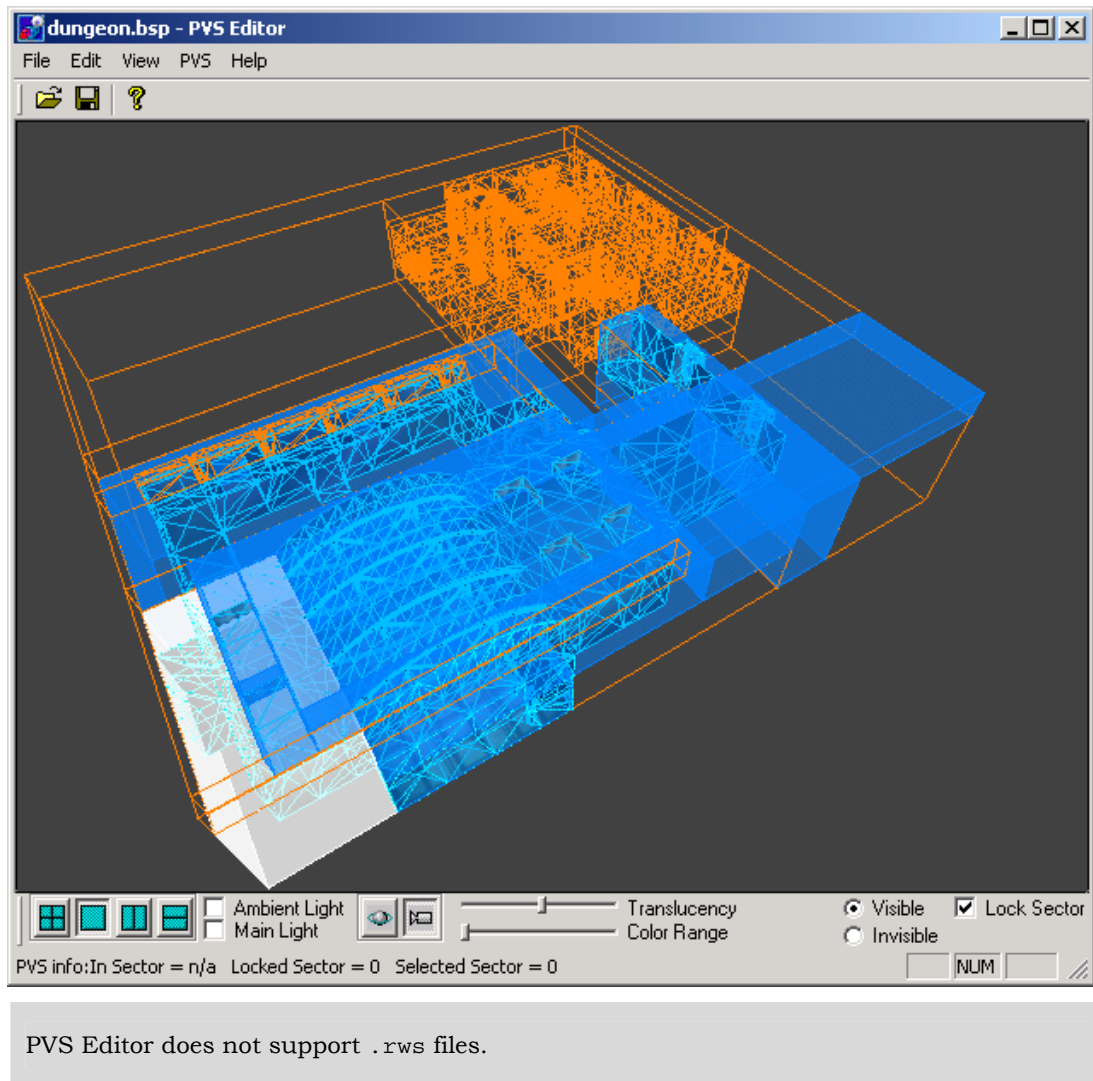 dungeon.bsp - PVS Editor
File Edit View PVS Help
Ambient Light
Main Light
Translucency
Color Range
Visible
Invisible
Lock Sector
PVS info:In Sector = n/a Locked Sector = 0 Selected Sector = 0
NUM
PVS Editor does not support .rws files.